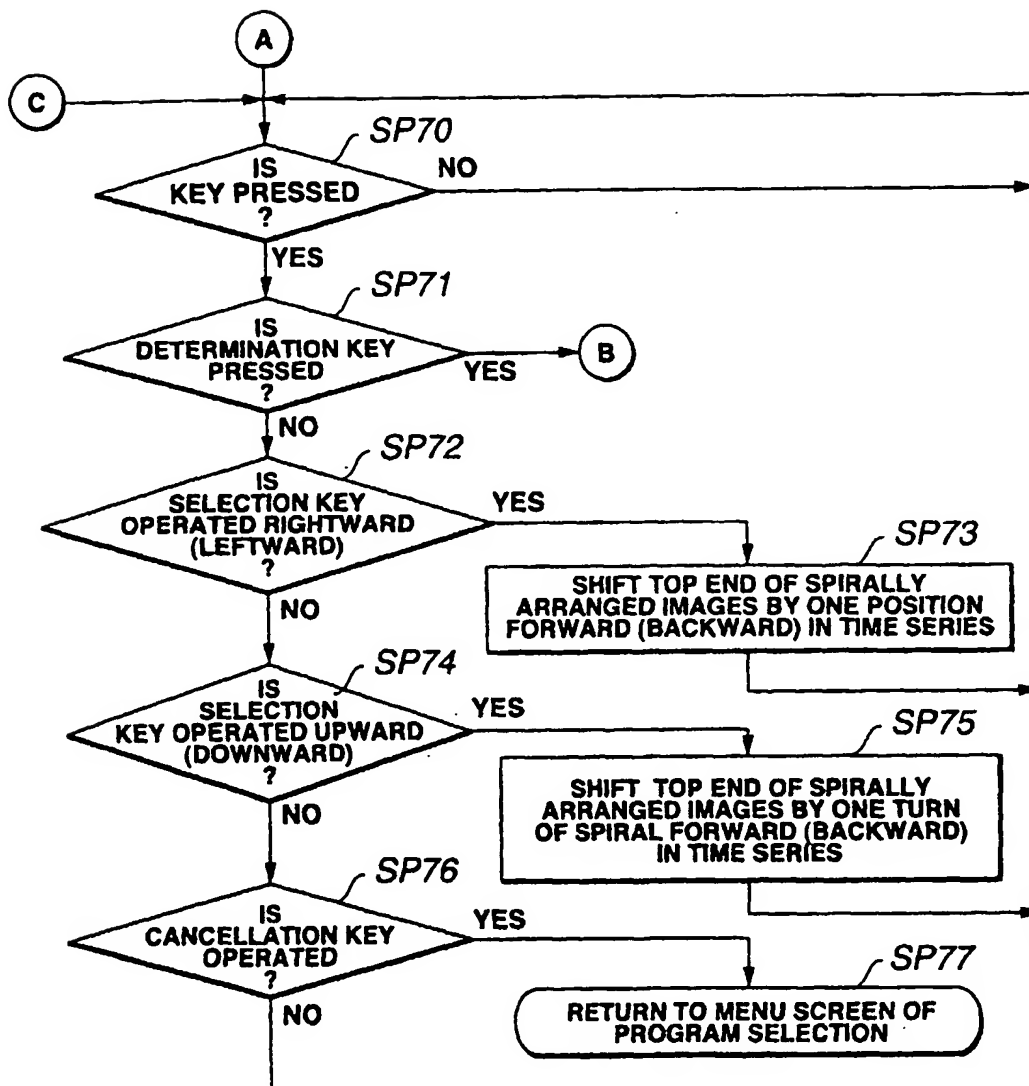 A
C
SP70
IS
KEY PRESSED
?
NO
YES
SP71
IS
DETERMINATION KEY
PRESSED
?
YES
B
NO
SP72
IS
SELECTION KEY
OPERATED RIGHTWARD
(LEFTWARD)
?
YES
NO
SP73
SHIFT TOP END OF SPIRALLY
ARRANGED IMAGES BY ONE POSITION
FORWARD (BACKWARD) IN TIME SERIES
SP74
IS
SELECTION
KEY OPERATED UPWARD
(DOWNWARD)
?
YES
NO
SP75
SHIFT TOP END OF SPIRALLY
ARRANGED IMAGES BY ONE TURN
OF SPIRAL FORWARD (BACKWARD)
IN TIME SERIES
SP76
IS
CANCELLATION KEY
OPERATED
?
YES
NO
SP77
RETURN TO MENU SCREEN OF
PROGRAM SELECTION